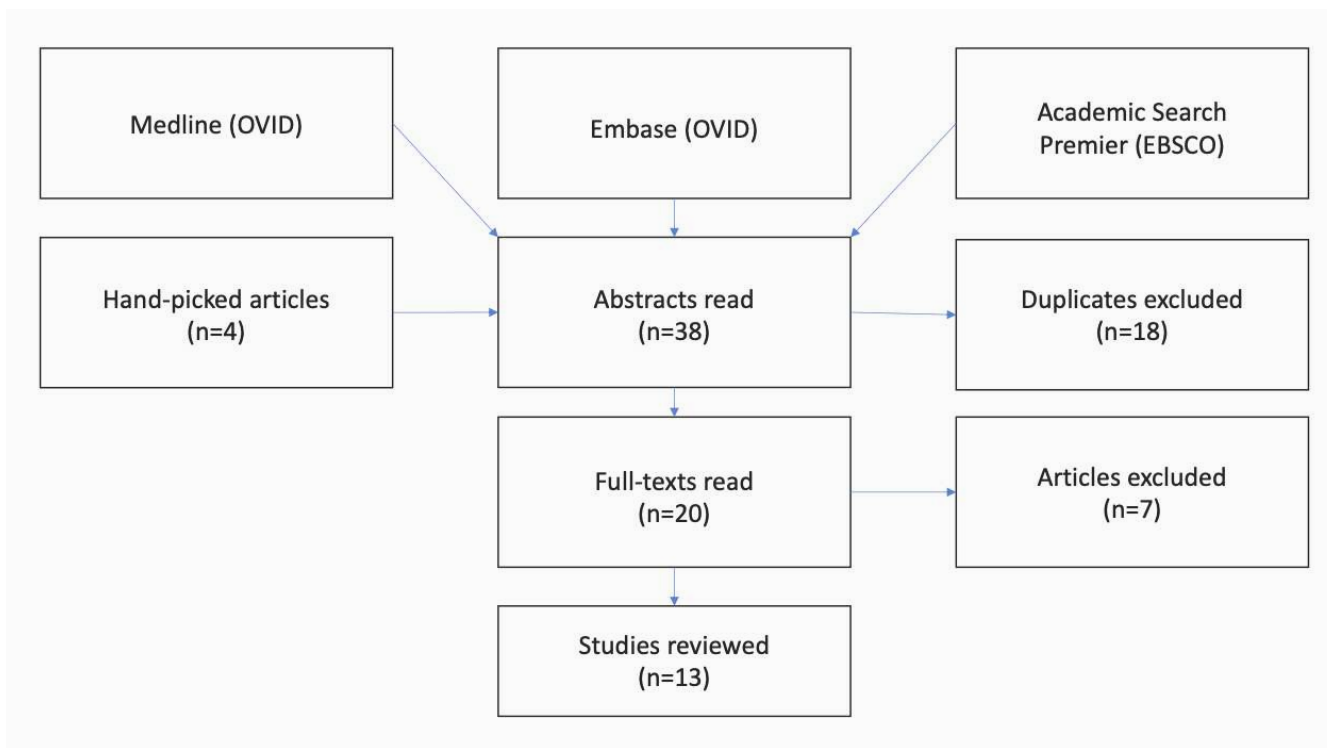 Medline (OVID)
Embase (OVID)
Academic Search
Premier (EBSCO)
Hand-picked articles
(n=4)
Abstracts read
(n=38)
Duplicates excluded
(n=18)
Full-texts read
(n=20)
Articles excluded
(n=7)
Studies reviewed
(n=13)